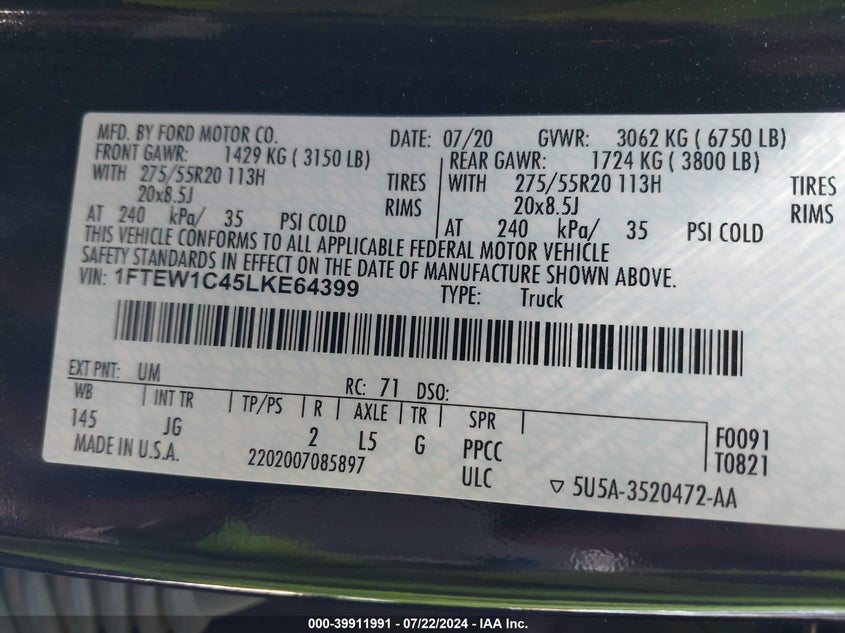 MFD. BY FORD MOTOR CO. DATE: 07/20 GVWR: 3062 KG ( 6750 LB)
FRONT GAWR: 1429 KG ( 3150 LB) REAR GAWR: 1724 KG ( 3800 LB)
WITH 275/55R20 113H TIRES WITH 275/55R20 113H TIRES
20x8.5J RIMS 20x8.5J RIMS
AT 240 kPa/ 35 PSI COLD AT 240 kPa/ 35 PSI COLD
THIS VEHICLE CONFORMS TO ALL APPLICABLE FEDERAL MOTOR VEHICLE
SAFETY STANDARDS IN EFFECT ON THE DATE OF MANUFACTURE SHOWN ABOVE.
VIN: 1FTEW1C45LKE64399 TYPE: Truck
EXT PNT: UM RC: 71 DSO:
WB INT TR TP/PS R AXLE TR SPR
145 JG 2 L5 G PPCC F0091
MADE IN U.S.A. 2202007085897 ULC T0821
▽ 5U5A-3520472-AA
000-39911991 - 07/22/2024 - IAA Inc.